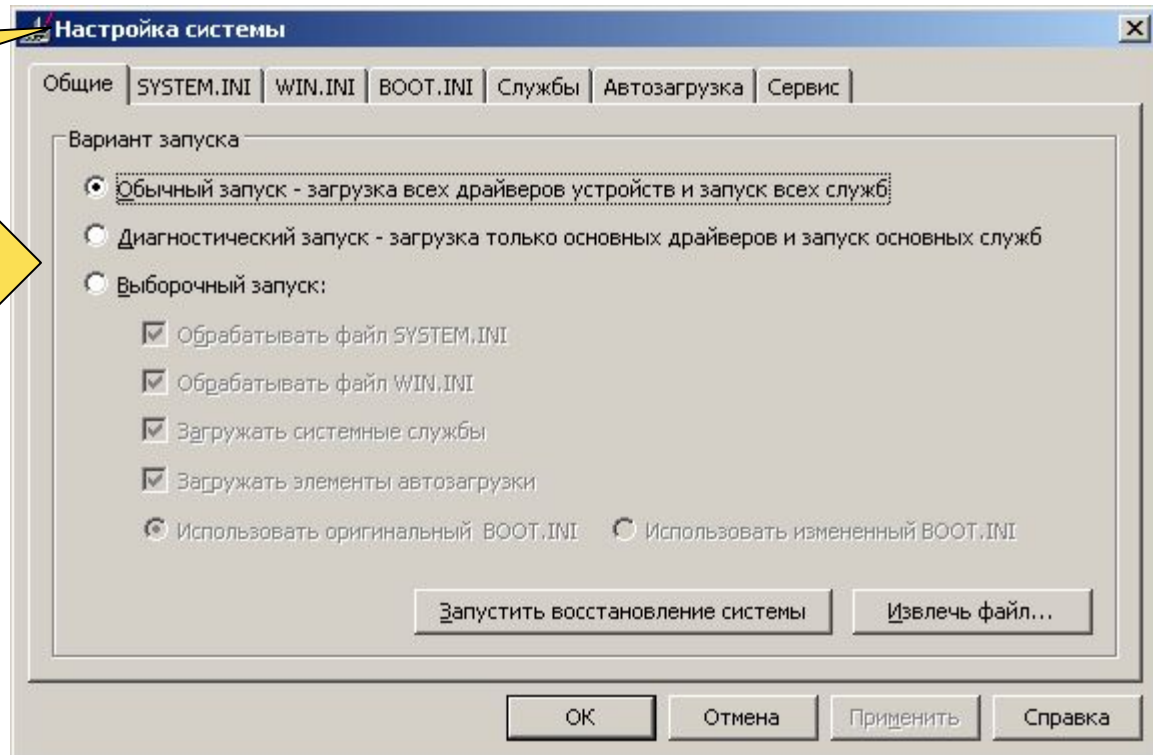 Настройка системы
Общие SYSTEM.INI WIN.INI BOOT.INI Службы Автозагрузка Сервис
Вариант запуска
Обычный запуск - загрузка всех драйверов устройств и запуск всех служб
Диагностический запуск - загрузка только основных драйверов и запуск основных служб
Выборочный запуск:
Обрабатывать файл SYSTEM.INI
Обрабатывать файл WIN.INI
Загружать системные службы
Загружать элементы автозагрузки
Использовать оригинальный BOOT.INI Использовать измененный BOOT.INI
Запустить восстановление системы Извлечь файл...
ОК Отмена Применить Справка